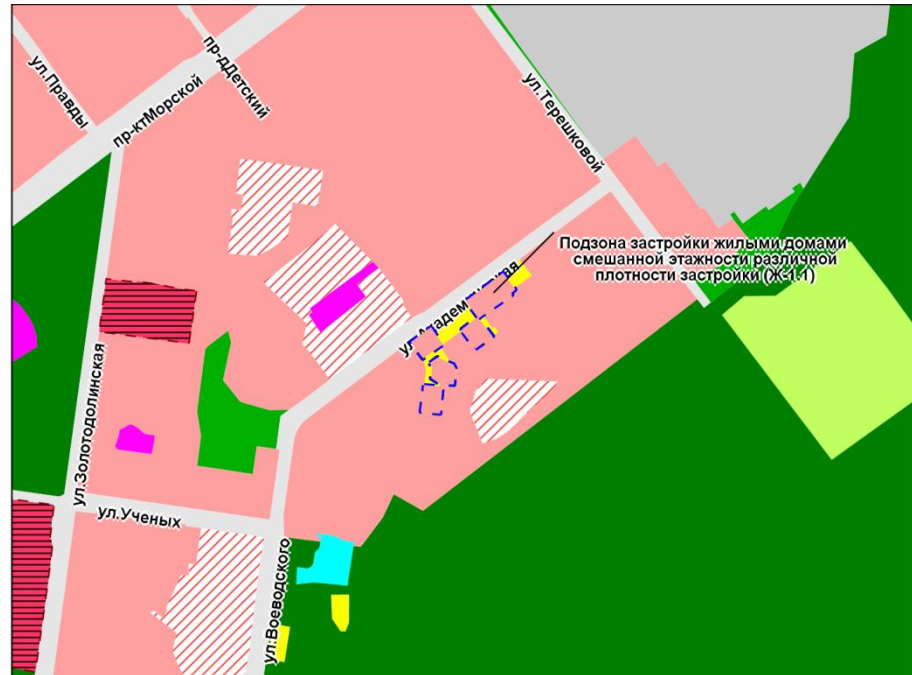 ул.Правды
пр-ктМорской
пр-дДетский
ул.Терешковой
Подзона застройки жилыми домами
смешанной этажности различной
плотности застройки (Ж-1.1)
ул.Золотодолинская
ул.Ученых
ул.Воеводского